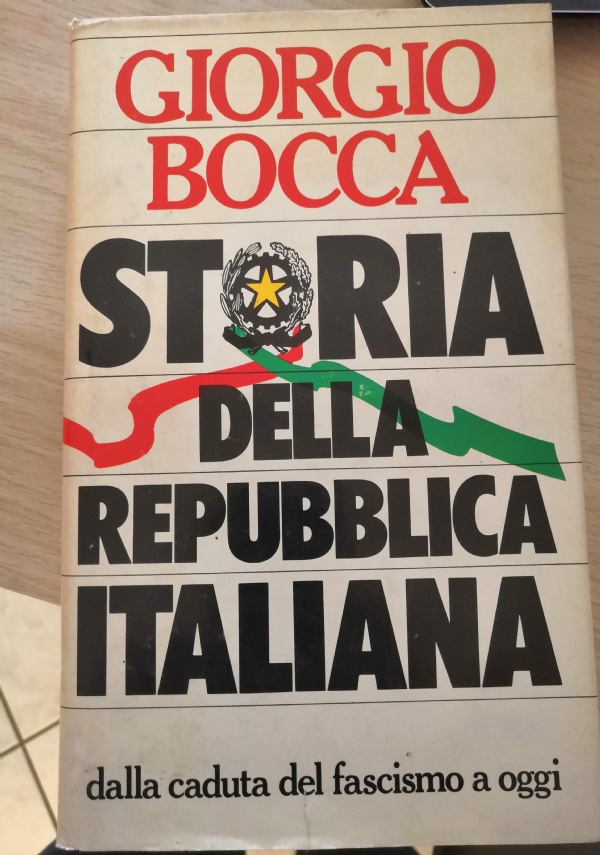 GIORGIO
BOCCA
STORIA
DELLA
REPUBBLICA
ITALIANA
dalla caduta del fascismo a oggi